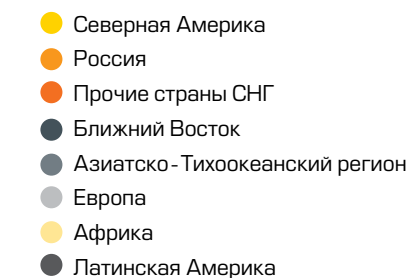 Северная Америка
Россия
Прочие страны СНГ
Ближний Восток
Азиатско-Тихоокеанский регион
Европа
Африка
Латинская Америка